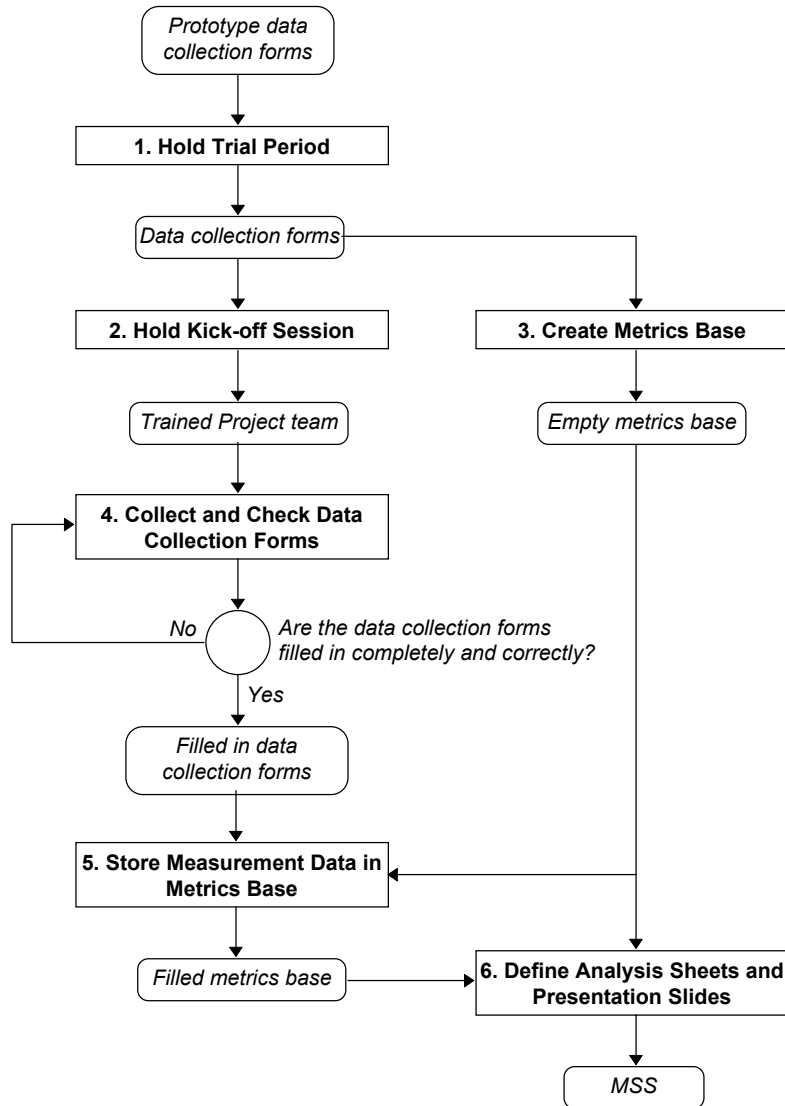 Prototype data
collection forms
1. Hold Trial Period
Data collection forms
2. Hold Kick-off Session
3. Create Metrics Base
Trained Project team
Empty metrics base
4. Collect and Check Data
Collection Forms
No
Are the data collection forms
filled in completely and correctly?
Yes
Filled in data
collection forms
5. Store Measurement Data in
Metrics Base
Filled metrics base
6. Define Analysis Sheets and
Presentation Slides
MSS